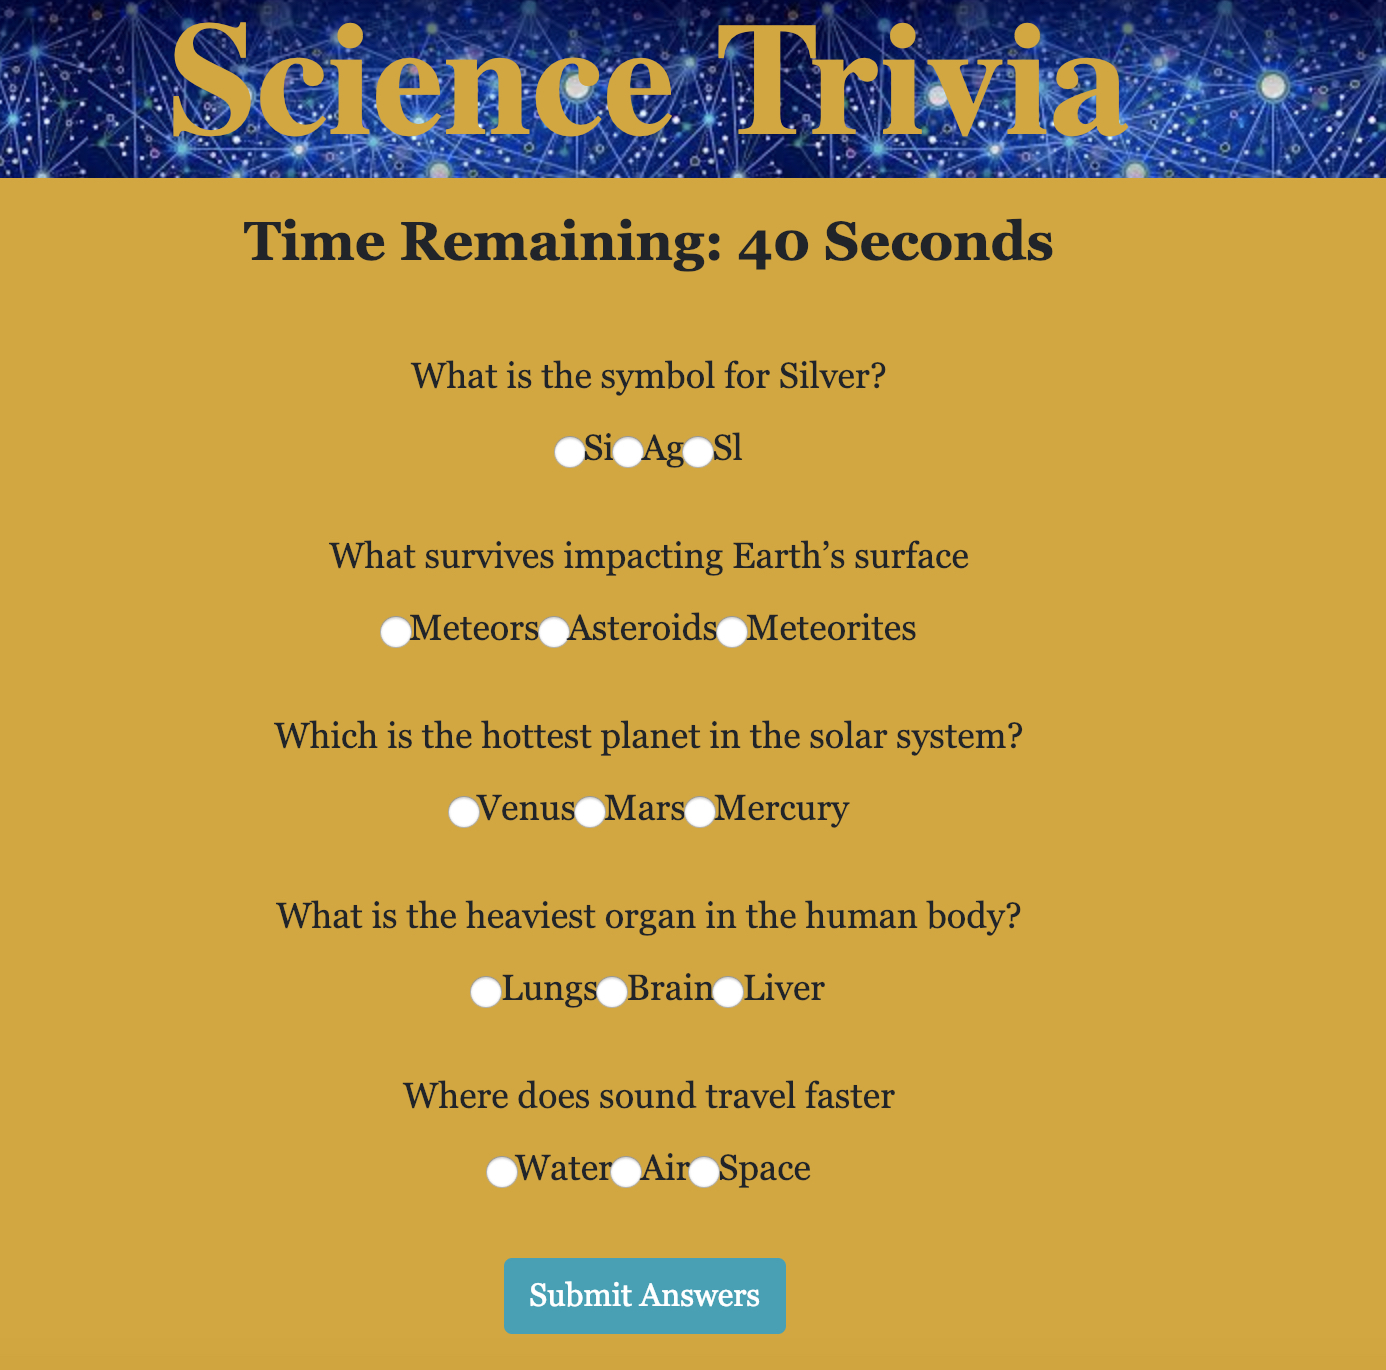 Science Trivia
Time Remaining: 40 Seconds
What is the symbol for Silver?
Si Ag Sl
What survives impacting Earth’s surface
Meteors Asteroids Meteorites
Which is the hottest planet in the solar system?
Venus Mars Mercury
What is the heaviest organ in the human body?
Lungs Brain Liver
Where does sound travel faster
Water Air Space
Submit Answers